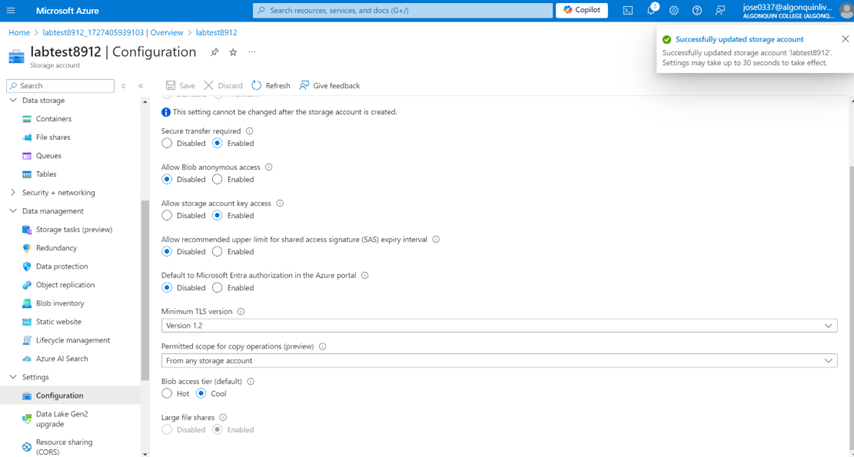 Microsoft Azure
Search resources, services, and docs (G+/)
Copilot
1
jose0337@algonquinliv...
ALGONQUIN COLLEGE (ALGONQ...
Home > labtest8912_1727405939103 | Overview > labtest8912
labtest8912 | Configuration
Storage account
Successfully updated storage account
Successfully updated storage account 'labtest8912'.
Settings may take up to 30 seconds to take effect.
Search
Save Discard Refresh Give feedback
Data storage
Containers
File shares
Queues
Tables
Security + networking
Data management
Storage tasks (preview)
Redundancy
Data protection
Object replication
Blob inventory
Static website
Lifecycle management
Azure AI Search
Settings
Configuration
Data Lake Gen2
upgrade
Resource sharing
(CORS)
This setting cannot be changed after the storage account is created.
Secure transfer required
Disabled Enabled
Allow Blob anonymous access
Disabled Enabled
Allow storage account key access
Disabled Enabled
Allow recommended upper limit for shared access signature (SAS) expiry interval
Disabled Enabled
Default to Microsoft Entra authorization in the Azure portal
Disabled Enabled
Minimum TLS version
Version 1.2
Permitted scope for copy operations (preview)
From any storage account
Blob access tier (default)
Hot Cool
Large file shares
Disabled Enabled